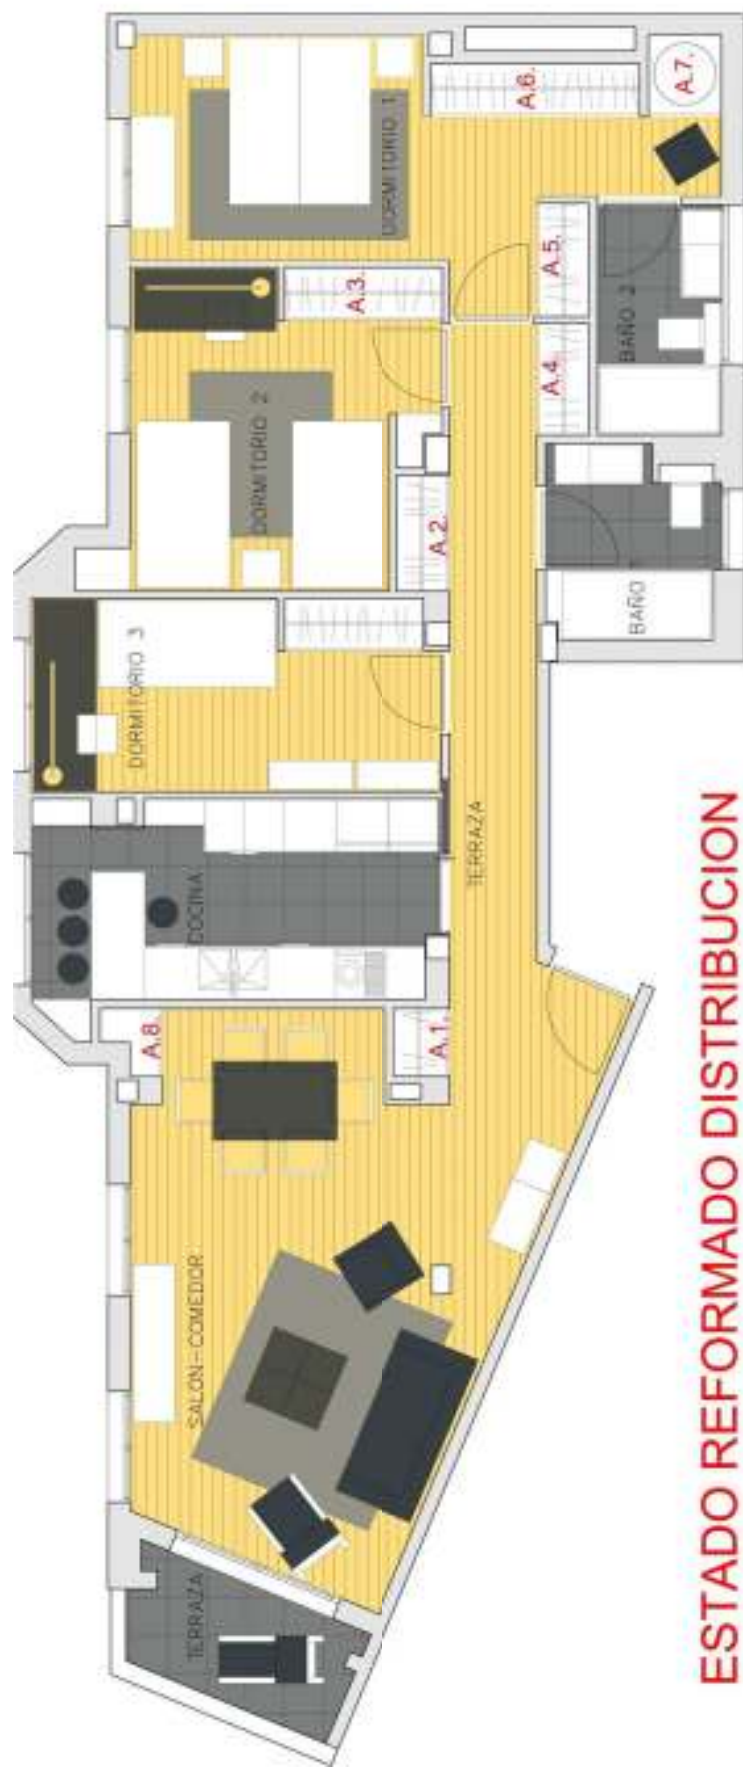 A.8.
DORMITORIO 3
TERRAZA
SALON-COMEDOR
COCINA
DORMITORIO 2
A.3.
DORMITORIO 1
A.1.
A.2.
TERRAZA
A.6.
A.4.
A.5.
BAÑO
BAÑO 2
A.7.
ESTADO REFORMADO DISTRIBUCION